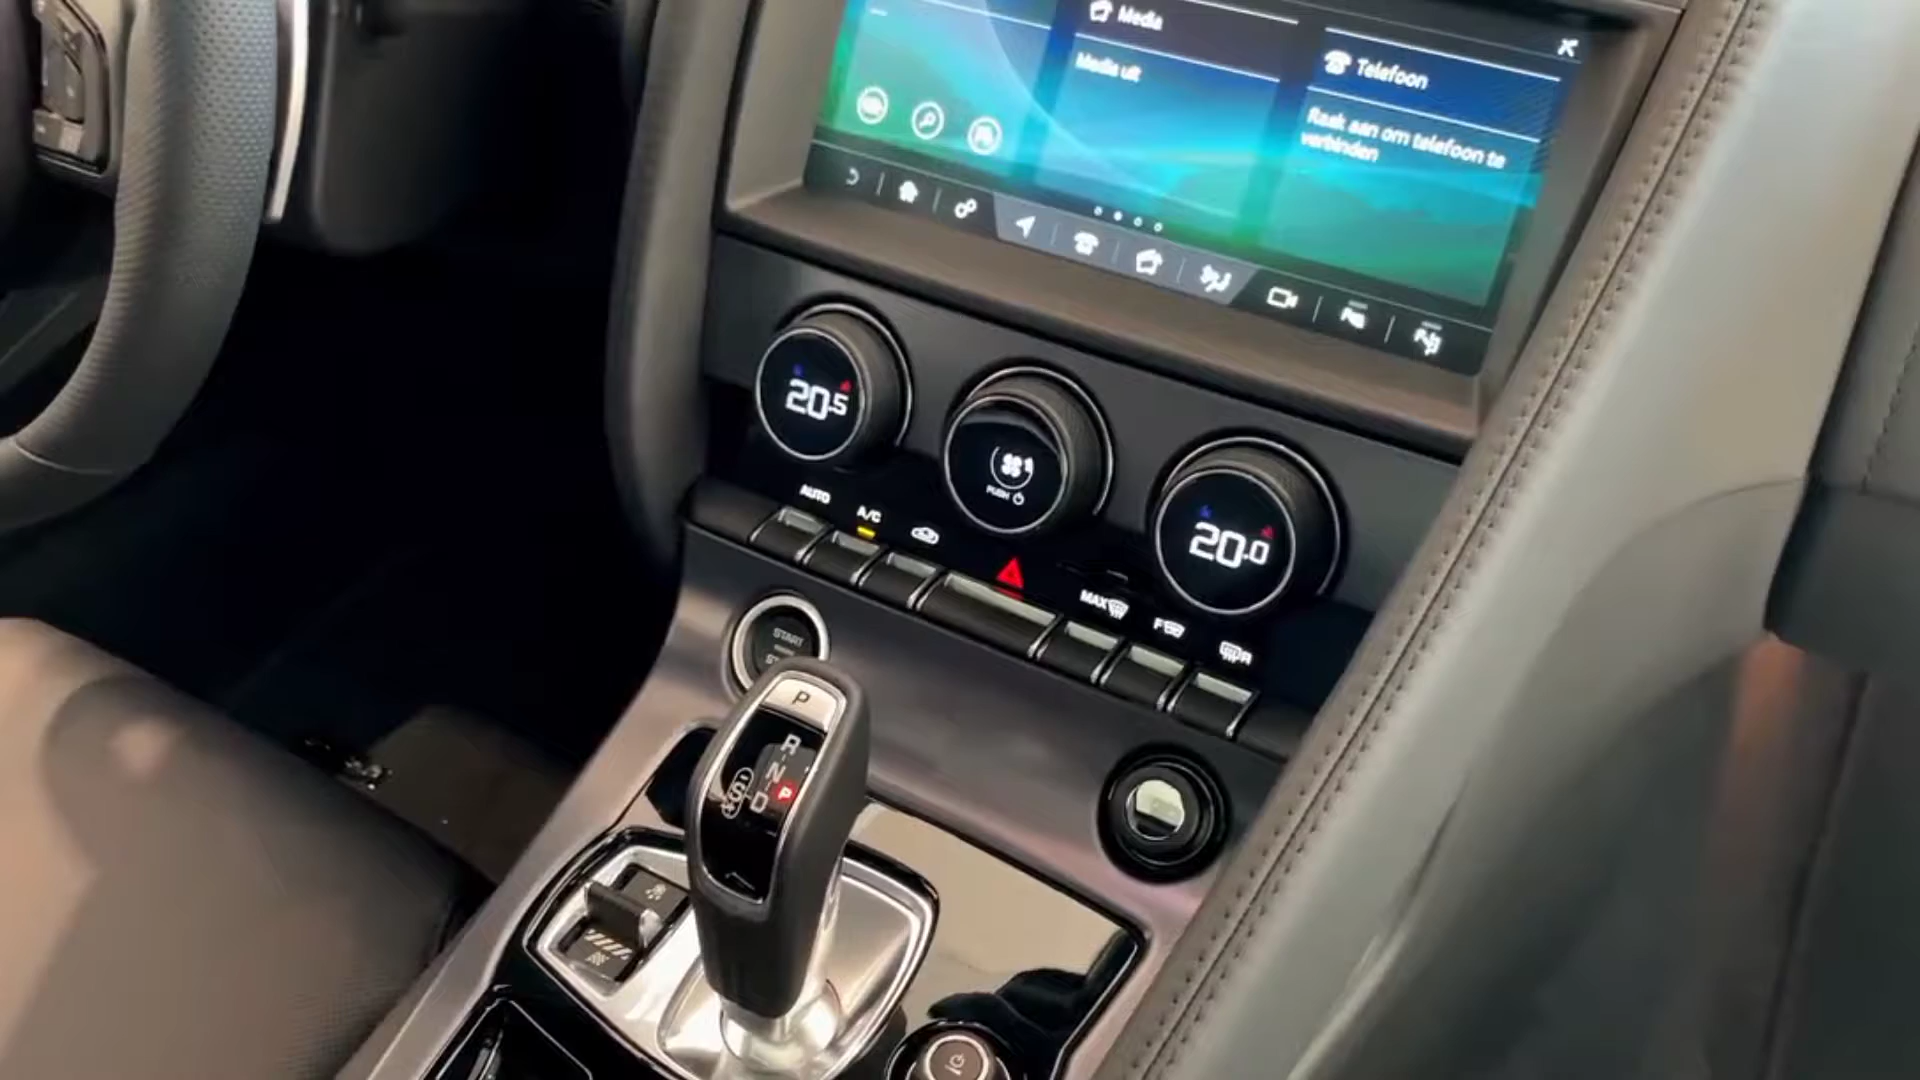 Media
Media uit
Telefoon
Raak aan om telefoon te
verbinden
20.5
PUSH
20.0
AUTO
A/C
MAX
F
R
START
P
R
N
D
P
S